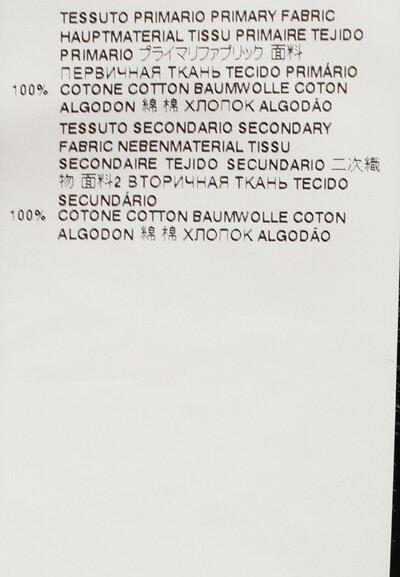 TESSUTO PRIMARIO PRIMARY FABRIC
HAUPTMATERIAL TISSU PRIMAIRE TEJIDO
PRIMARIO プライマリファブリック 面料
ПЕРВИЧНАЯ ТКАНЬ TECIDO PRIMÁRIO
100% COTONE COTTON BAUMWOLLE COTON
ALGODON 綿 棉 ХЛОПОК ALGODÃO
TESSUTO SECONDARIO SECONDARY
FABRIC NEBENMATERIAL TISSU
SECONDAIRE TEJIDO SECUNDARIO 二次織
物 面料2 ВТОРИЧНАЯ ТКАНЬ TECIDO
SECUNDÁRIO
100% COTONE COTTON BAUMWOLLE COTON
ALGODON 綿 棉 ХЛОПОК ALGODÃO